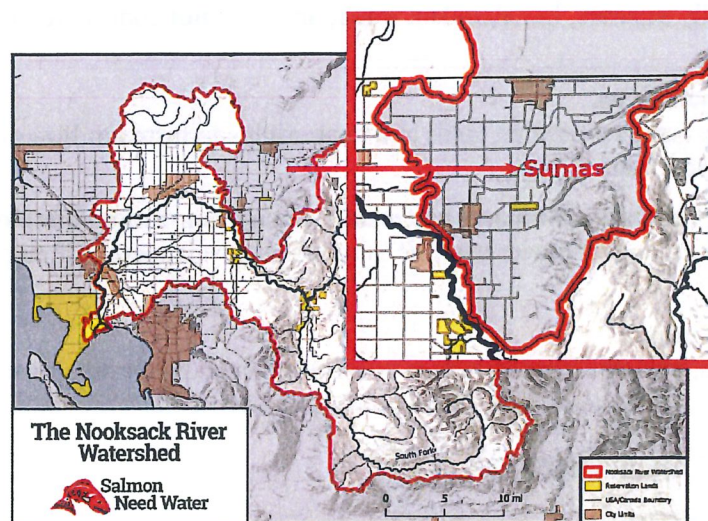 Sumas
The Nooksack River
Watershed
Salmon
Need Water
South Fork
0 5 10 mi
Nooksack River Watershed
Reservation Lands
USA/Canada Boundary
City Limits